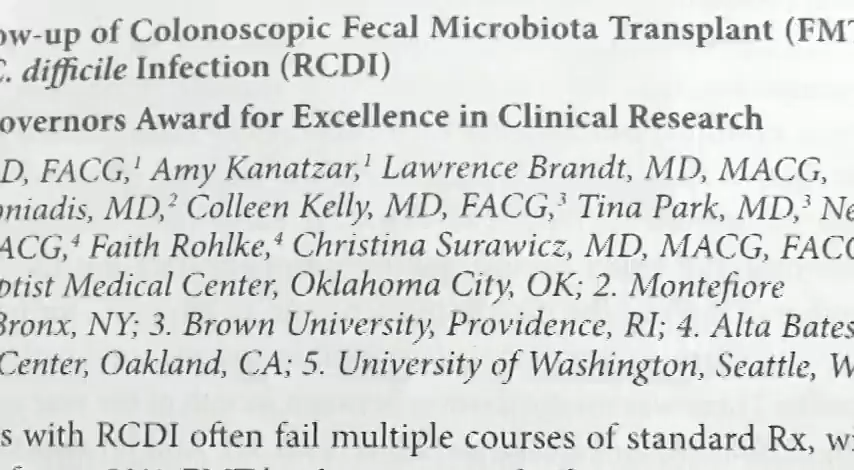 ow-up of Colonoscopic Fecal Microbiota Transplant (FMT
C. difficile Infection (RCDI)
overnors Award for Excellence in Clinical Research
D, FACG,¹ Amy Kanatzar,¹ Lawrence Brandt, MD, MACG,
oniadis, MD,² Colleen Kelly, MD, FACG,³ Tina Park, MD,³ Ne
ACG,⁴ Faith Rohlke,⁴ Christina Surawicz, MD, MACG, FACG
ptist Medical Center, Oklahoma City, OK; 2. Montefiore
Bronx, NY; 3. Brown University, Providence, RI; 4. Alta Bates
Center, Oakland, CA; 5. University of Washington, Seattle, W
s with RCDI often fail multiple courses of standard Rx, wi